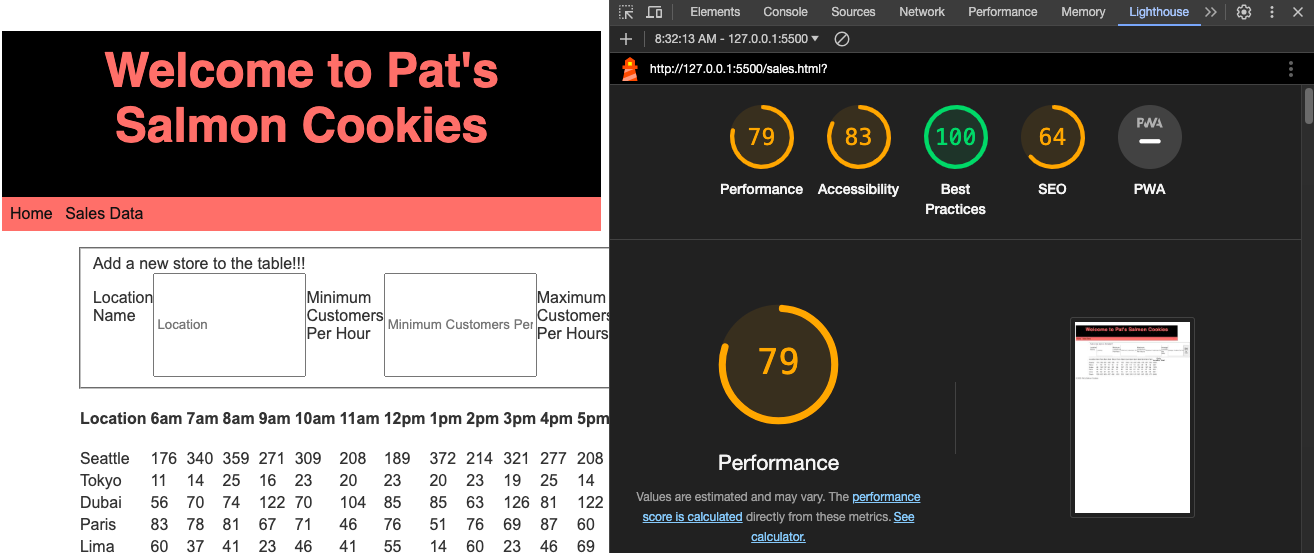 Welcome to Pat's
Salmon Cookies
Home Sales Data
Add a new store to the table!!!
Location
Name
Location
Minimum
Customers
Per Hour
Minimum Customers Per
Maximum
Customers
Per Hours
Location 6am 7am 8am 9am 10am 11am 12pm 1pm 2pm 3pm 4pm 5pm
Seattle 176 340 359 271 309 208 189 372 214 321 277 208
Tokyo 11 14 25 16 23 20 23 20 23 19 25 14
Dubai 56 70 74 122 70 104 85 85 63 126 81 122
Paris 83 78 81 67 71 46 76 51 76 69 87 60
Lima 60 37 41 23 46 41 55 14 60 23 46 69
Elements Console Sources Network Performance Memory Lighthouse
8:32:13 AM - 127.0.0.1:5500
http://127.0.0.1:5500/sales.html?
79 83 100 64 PWA
Performance Accessibility Best Practices SEO PWA
79
Performance
Values are estimated and may vary. The performance
score is calculated directly from these metrics. See
calculator.
Welcome to Pat's Salmon Cookies